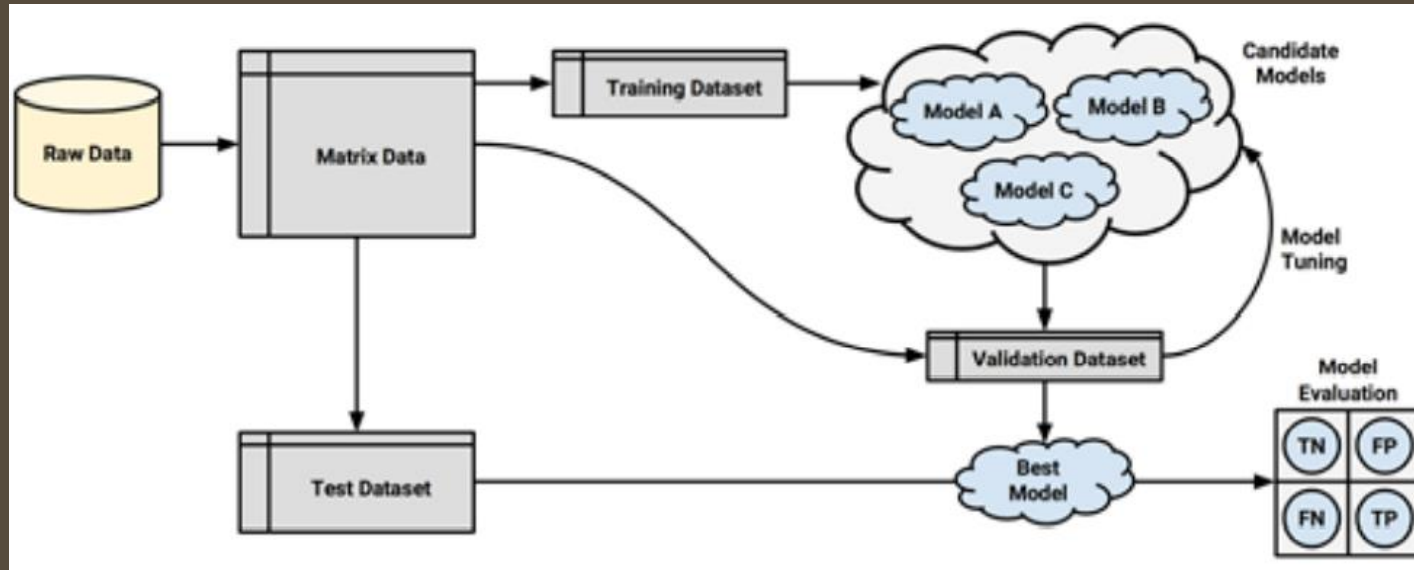 Raw Data
Matrix Data
Training Dataset
Candidate
Models
Model A
Model B
Model C
Model
Tuning
Validation Dataset
Model
Evaluation
Test Dataset
Best
Model
TN
FP
FN
TP